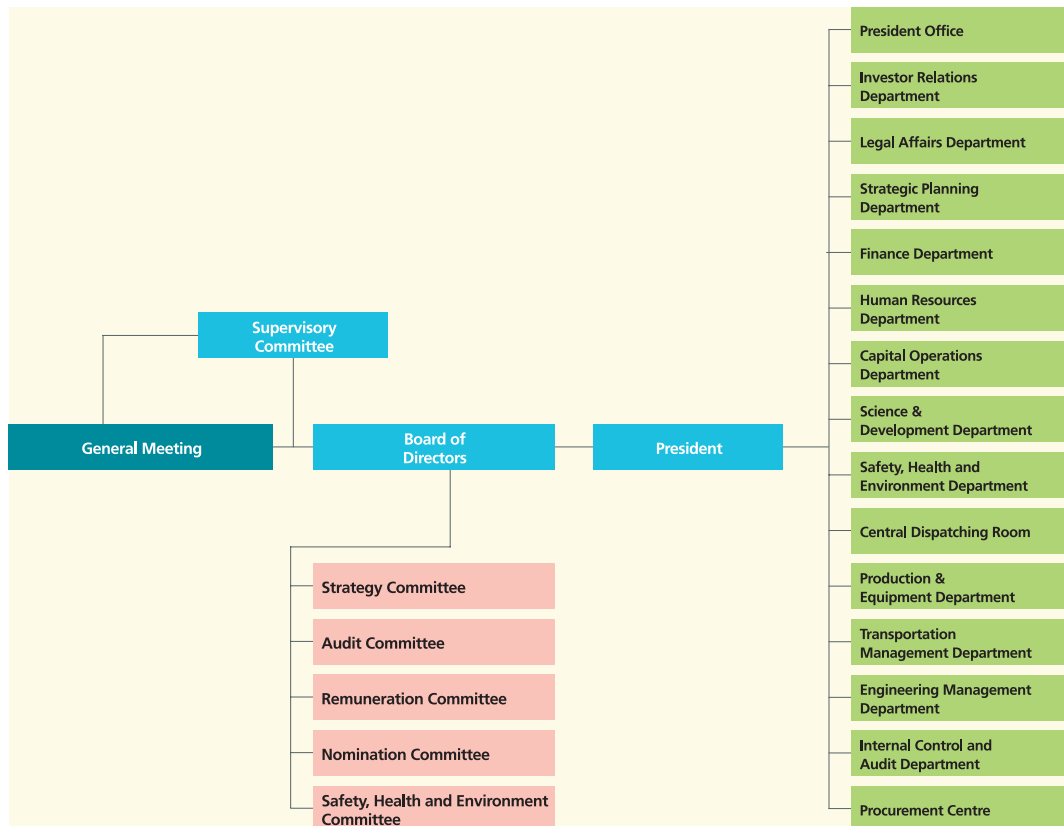 Supervisory
Committee
General Meeting
Board of
Directors
President
Strategy Committee
Audit Committee
Remuneration Committee
Nomination Committee
Safety, Health and Environment
Committee
President Office
Investor Relations
Department
Legal Affairs Department
Strategic Planning
Department
Finance Department
Human Resources
Department
Capital Operations
Department
Science &
Development Department
Safety, Health and
Environment Department
Central Dispatching Room
Production &
Equipment Department
Transportation
Management Department
Engineering Management
Department
Internal Control and
Audit Department
Procurement Centre